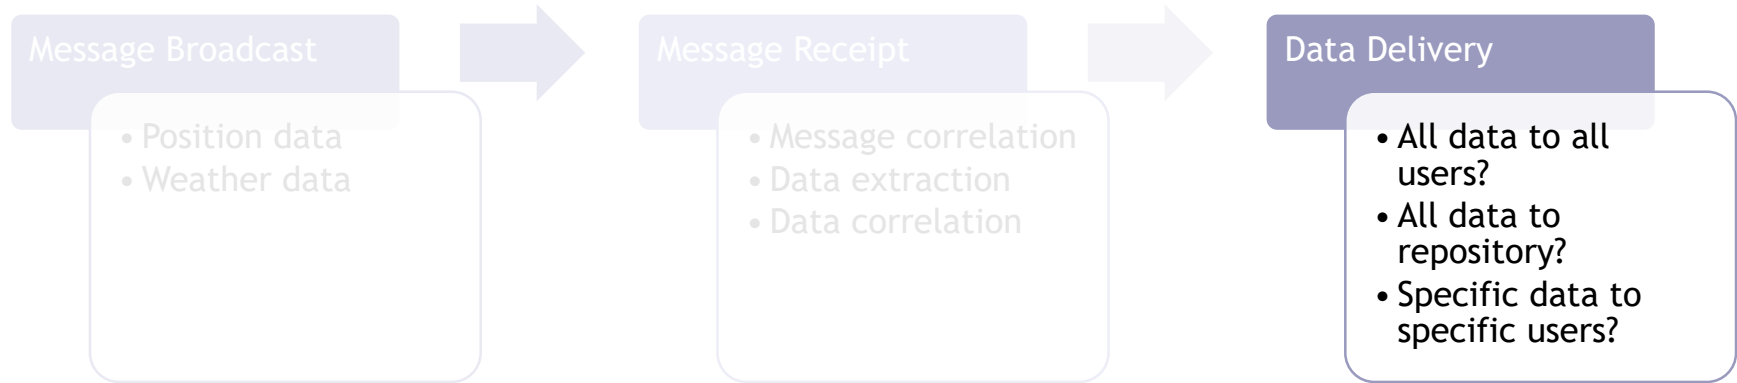 Message Broadcast
• Position data
• Weather data
Message Receipt
• Message correlation
• Data extraction
• Data correlation
Data Delivery
• All data to all
users?
• All data to
repository?
• Specific data to
specific users?